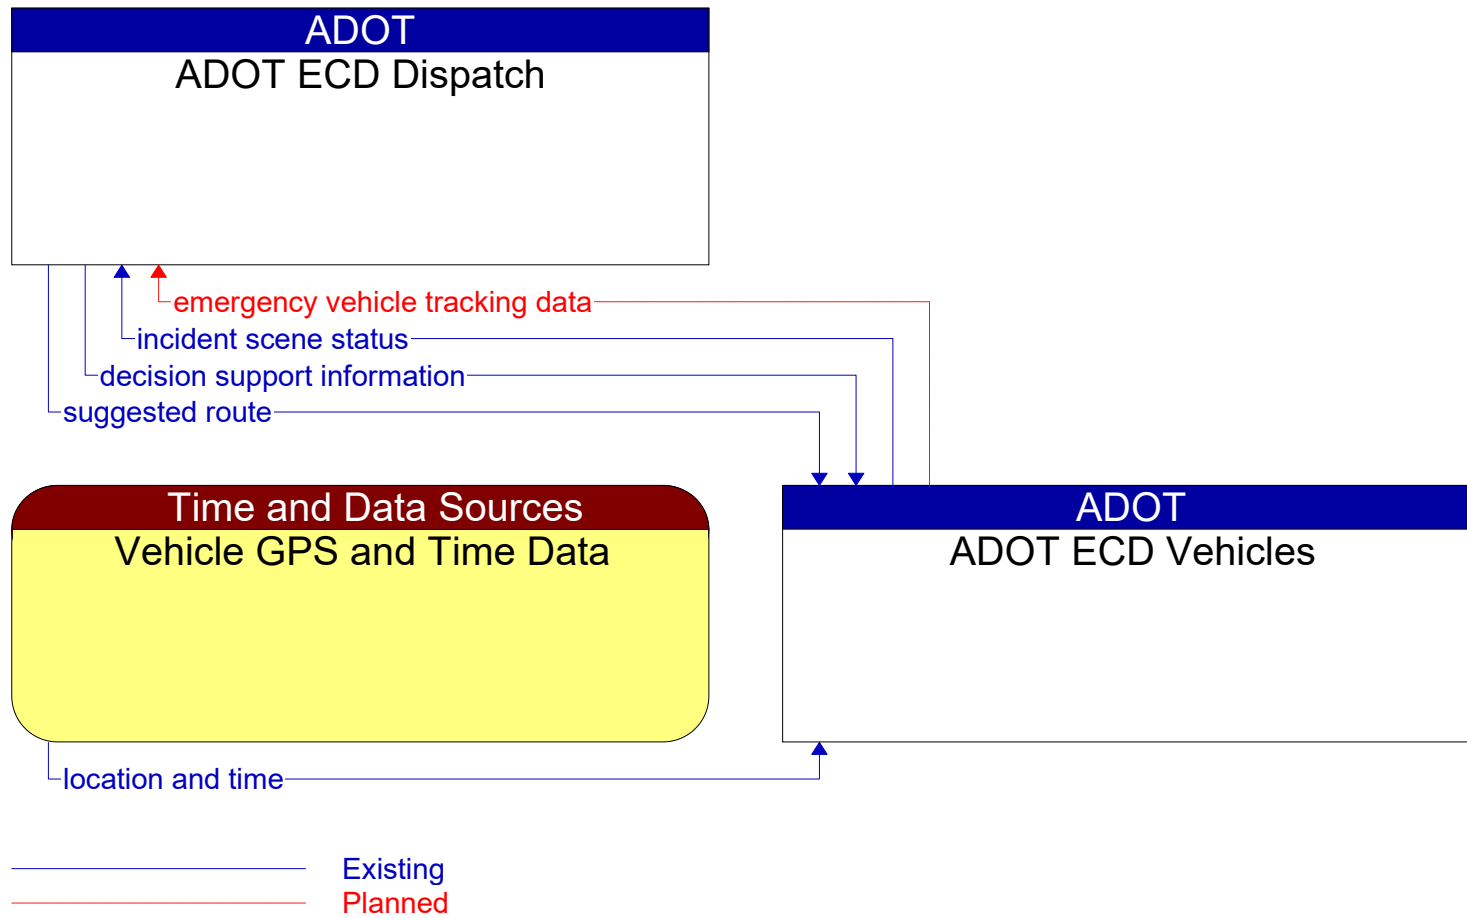 ADOT
ADOT ECD Dispatch
emergency vehicle tracking data
incident scene status
decision support information
suggested route
Time and Data Sources
Vehicle GPS and Time Data
ADOT
ADOT ECD Vehicles
location and time
Existing
Planned